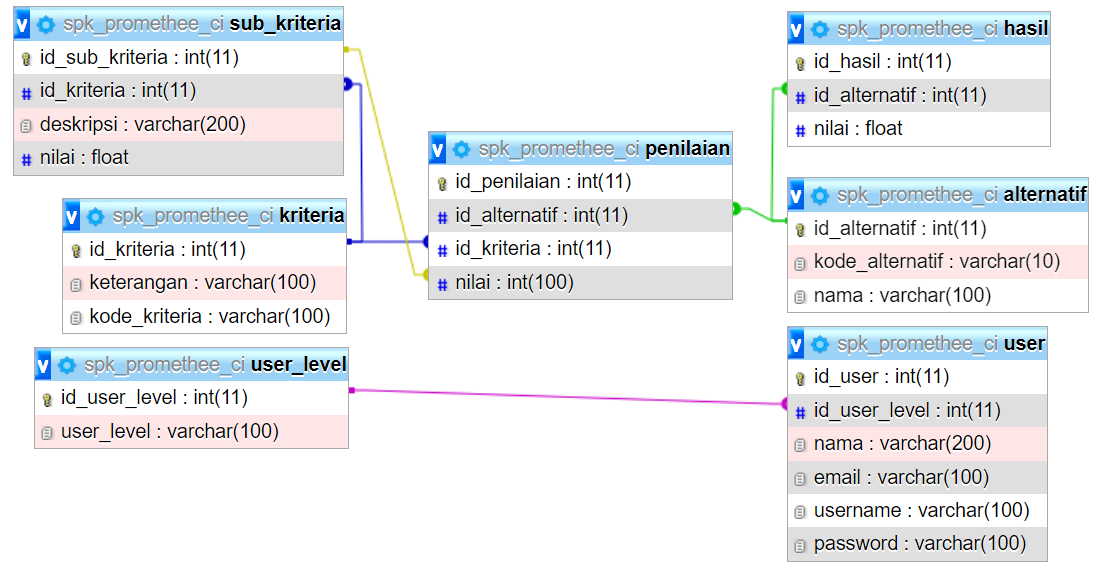 v spk_promethee_ci sub_kriteria
id_sub_kriteria : int(11)
# id_kriteria : int(11)
deskripsi : varchar(200)
# nilai : float
v spk_promethee_ci kriteria
id_kriteria : int(11)
keterangan : varchar(100)
kode_kriteria : varchar(100)
v spk_promethee_ci user_level
id_user_level : int(11)
user_level : varchar(100)
v spk_promethee_ci penilaian
id_penilaian : int(11)
# id_alternatif : int(11)
# id_kriteria : int(11)
# nilai : int(100)
v spk_promethee_ci hasil
id_hasil : int(11)
# id_alternatif : int(11)
# nilai : float
v spk_promethee_ci alternatif
id_alternatif : int(11)
kode_alternatif : varchar(10)
nama : varchar(100)
v spk_promethee_ci user
id_user : int(11)
# id_user_level : int(11)
nama : varchar(200)
email : varchar(100)
username : varchar(100)
password : varchar(100)